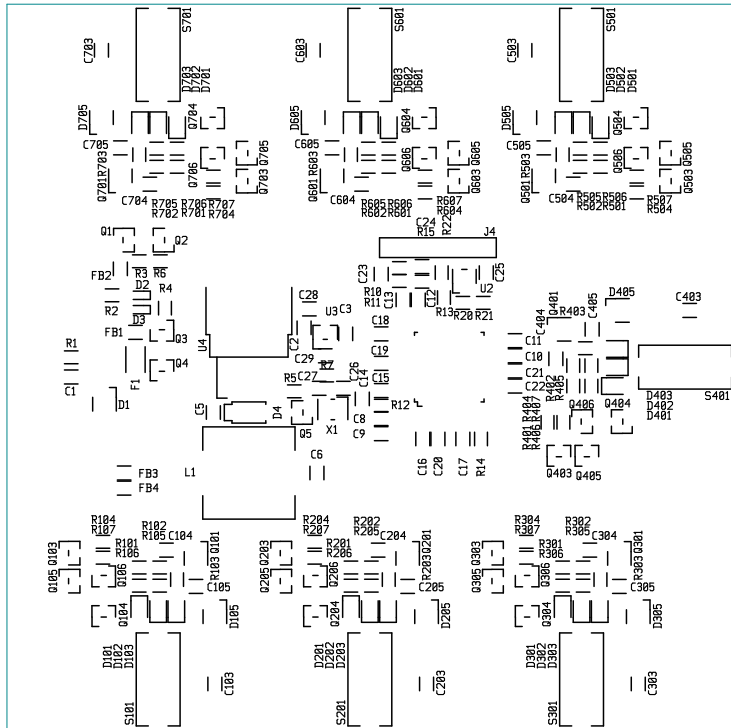 S701
S601
S501
C703
C603
C503
D703
D702
D701
D603
D602
D601
D503
D502
D501
D705
Q704
D605
Q604
D505
Q504
C705
R703
Q706
Q705
C605
R603
Q606
Q605
C505
R503
Q506
Q505
Q701
Q703
Q601
Q603
Q501
Q503
C704
R705
R706
R707
R702
R701
R704
C604
R605
R606
R607
R602
R601
R604
C504
R505
R506
R507
R502
R501
R504
C24
R15
R22
J4
Q1
Q2
R3
R6
FB2
D2
R4
R2
D3
FB1
Q3
R1
F1
Q4
C1
D1
C23
R10
R11
C13
C12
R13
U2
C25
R20
R21
C28
U3
C3
C2
U4
C29
R7
C27
C26
R5
C14
C18
C19
C15
R12
C5
D4
Q5
X1
C8
C9
C11
C10
C21
C22
C16
C20
C17
R14
Q401
D405
C403
C404
R403
C405
R402
R405
R404
R407
Q406
Q404
D403
D402
D401
S401
R401
R406
Q403
Q405
FB3
FB4
L1
C6
R104
R107
R102
R105
C104
Q101
Q103
R101
R106
R103
Q105
Q106
C105
Q104
D105
R204
R207
R202
R205
C204
Q201
Q203
R201
R206
R203
Q205
Q206
C205
Q204
D205
R304
R307
R302
R305
C304
Q301
Q303
R301
R306
R303
Q305
Q306
C305
Q304
D305
D101
D102
D103
D201
D202
D203
D301
D302
D303
C103
C203
C303
S101
S201
S301